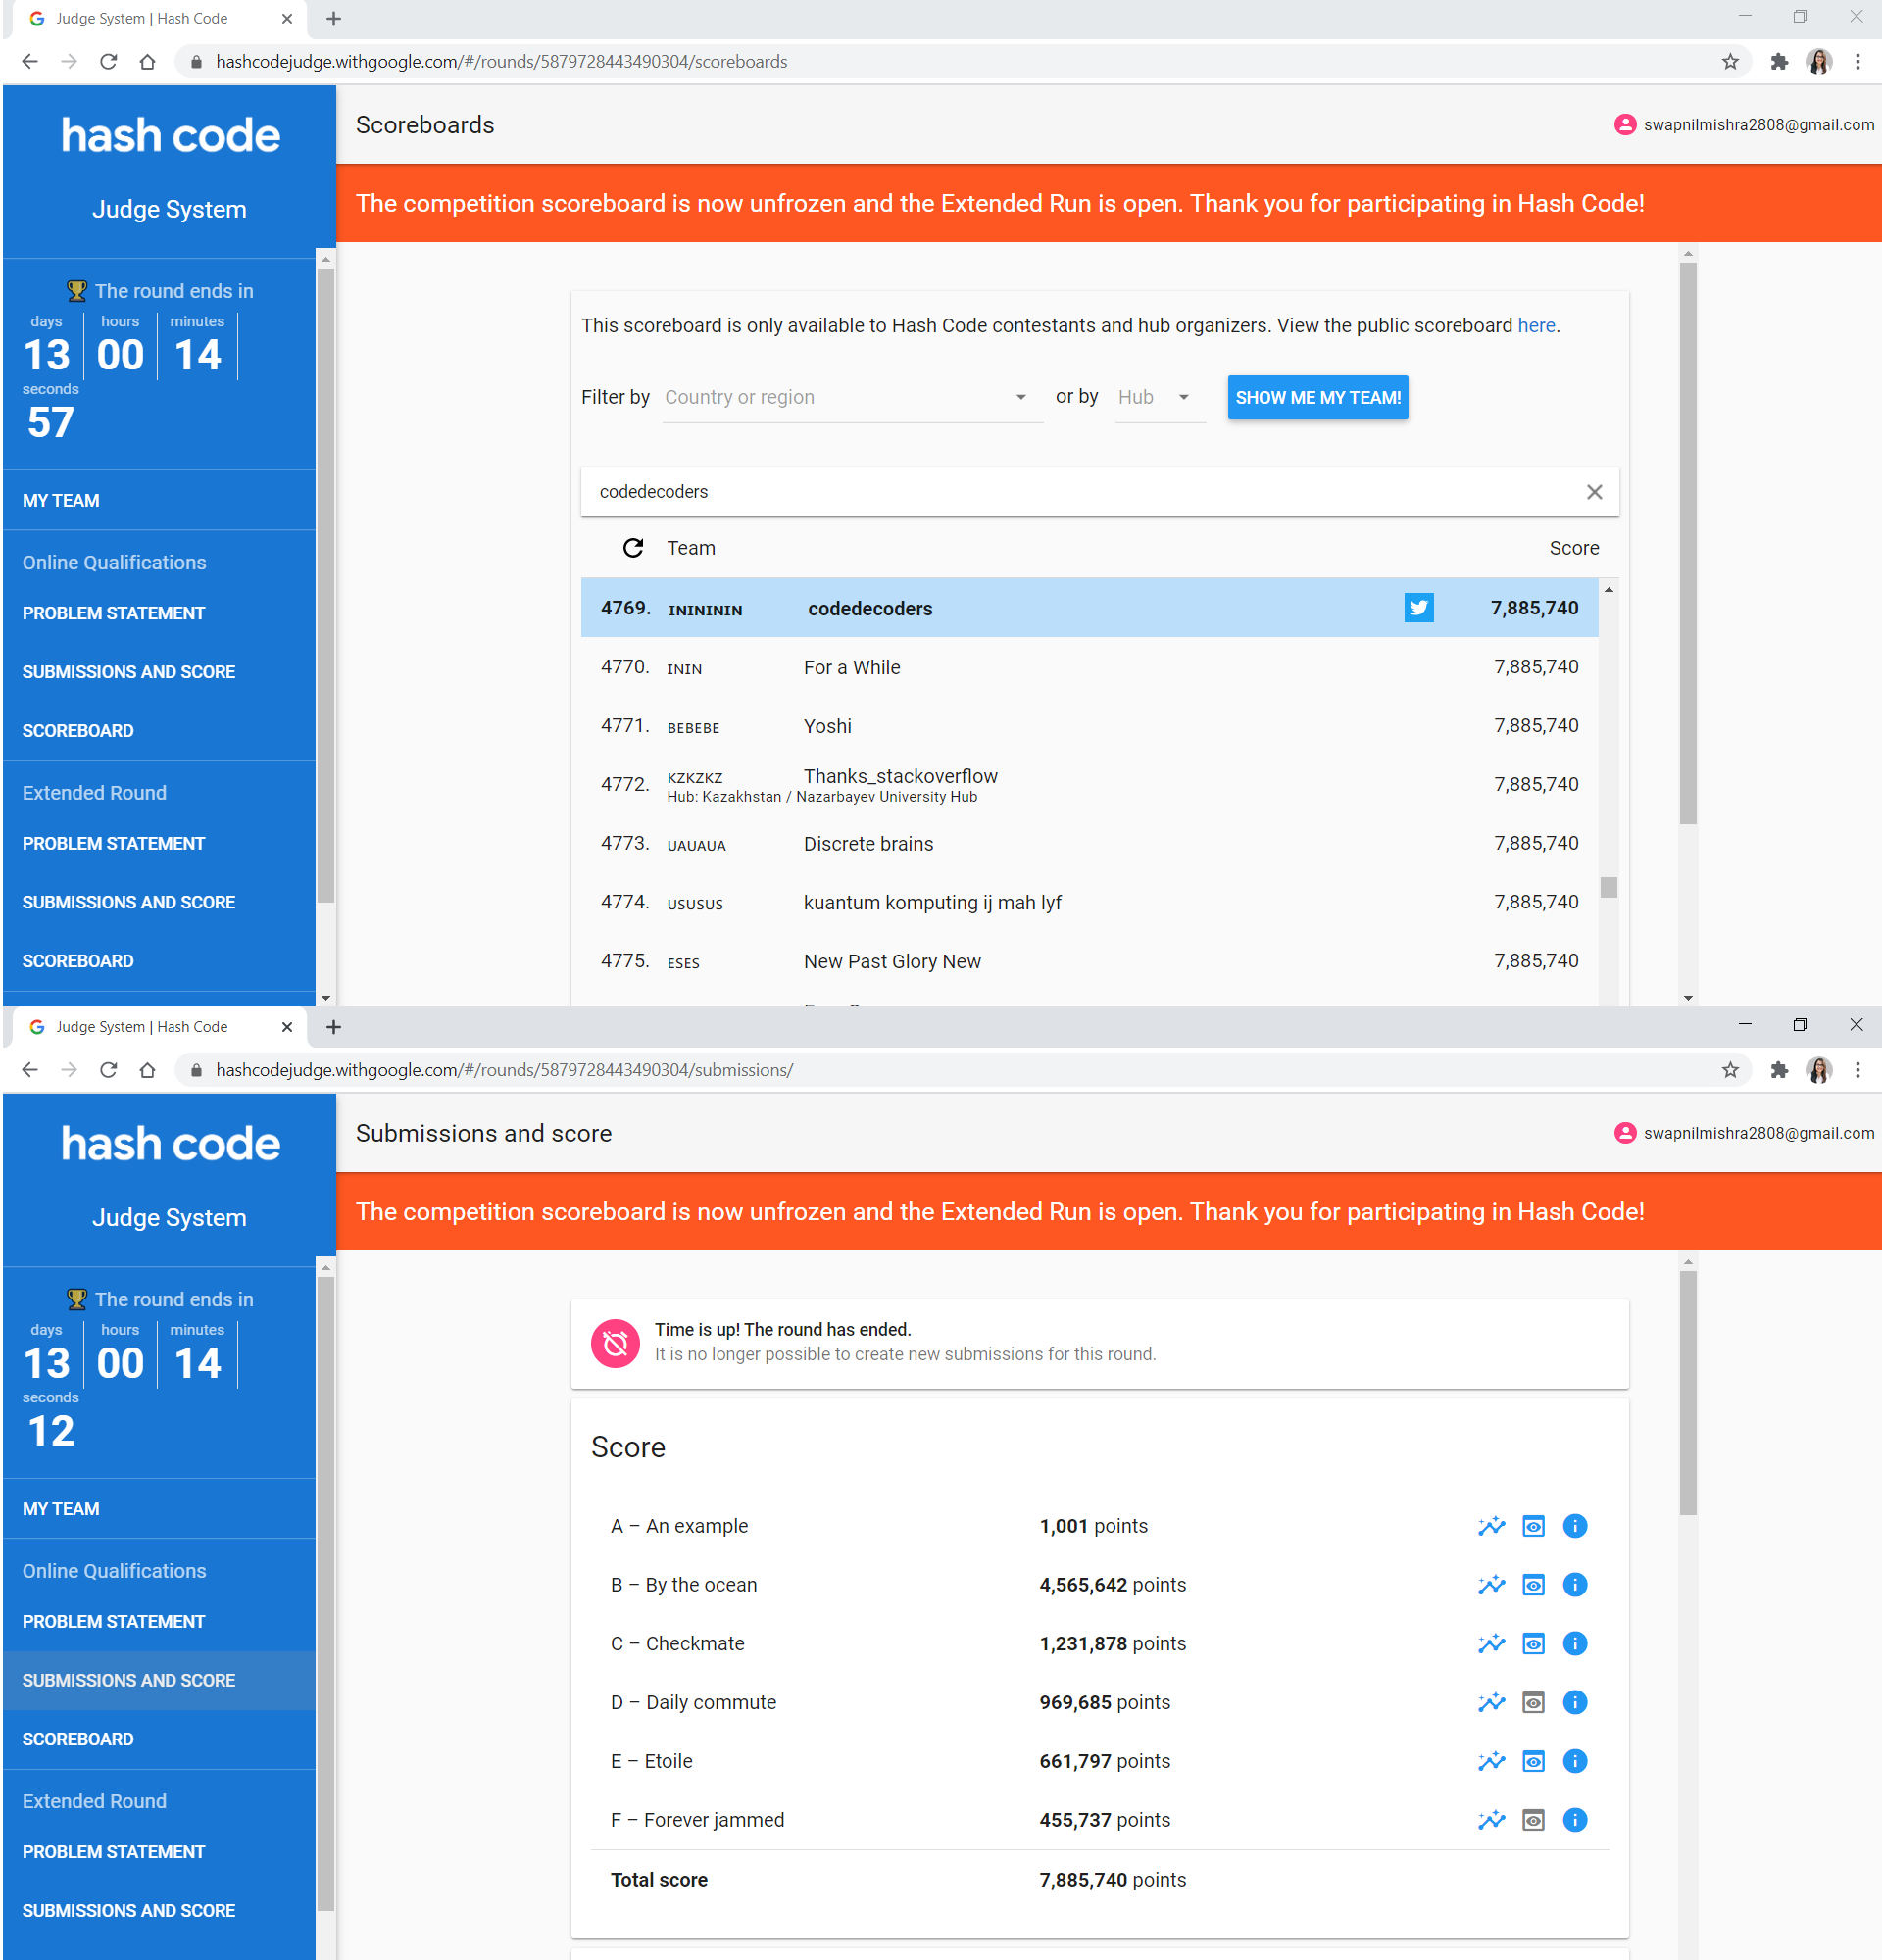 Judge System | Hash Code
hashcodejudge.withgoogle.com/#/rounds/5879728443490304/scoreboards
hash code
Judge System
Scoreboards
swapnilmishra2808@gmail.com
The competition scoreboard is now unfrozen and the Extended Run is open. Thank you for participating in Hash Code!
The round ends in
days hours minutes
13 00 14
seconds
57
MY TEAM
Online Qualifications
PROBLEM STATEMENT
SUBMISSIONS AND SCORE
SCOREBOARD
Extended Round
PROBLEM STATEMENT
SUBMISSIONS AND SCORE
SCOREBOARD
This scoreboard is only available to Hash Code contestants and hub organizers. View the public scoreboard here.
Filter by Country or region or by Hub SHOW ME MY TEAM!
codedecoders
Team Score
4769. ININININ codedecoders 7,885,740
4770. ININ For a While 7,885,740
4771. BEBEBE Yoshi 7,885,740
4772. KZKZKZ Thanks_stackoverflow 7,885,740
Hub: Kazakhstan / Nazarbayev University Hub
4773. UAUAUA Discrete brains 7,885,740
4774. USUSUS kuantum komputing ij mah lyf 7,885,740
4775. ESES New Past Glory New 7,885,740
Judge System | Hash Code
hashcodejudge.withgoogle.com/#/rounds/5879728443490304/submissions/
hash code
Judge System
Submissions and score
swapnilmishra2808@gmail.com
The competition scoreboard is now unfrozen and the Extended Run is open. Thank you for participating in Hash Code!
The round ends in
days hours minutes
13 00 14
seconds
12
MY TEAM
Online Qualifications
PROBLEM STATEMENT
SUBMISSIONS AND SCORE
SCOREBOARD
Extended Round
PROBLEM STATEMENT
SUBMISSIONS AND SCORE
Time is up! The round has ended.
It is no longer possible to create new submissions for this round.
Score
A – An example 1,001 points
B – By the ocean 4,565,642 points
C – Checkmate 1,231,878 points
D – Daily commute 969,685 points
E – Etoile 661,797 points
F – Forever jammed 455,737 points
Total score 7,885,740 points